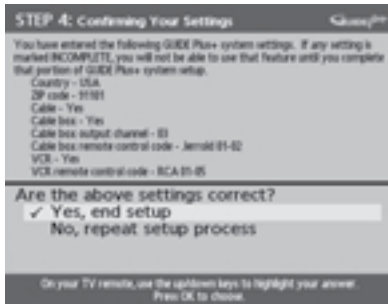 STEP 4: Confirming Your Settings
You have entered the following GUIDE Plus+ system settings. If any setting is
marked INCOMPLETE, you will not be able to use that feature until you complete
that portion of GUIDE Plus+ system setup.
Country - USA
ZIP code - 91101
Cable - Yes
Cable box - Yes
Cable box output channel - 03
Cable box remote control code - Jerrold 01-02
VCR - Yes
VCR remote control code - RCA 01-05
Are the above settings correct?
✓ Yes, end setup
No, repeat setup process
On your TV remote, use the up/down keys to highlight your answer.
Press OK to choose.